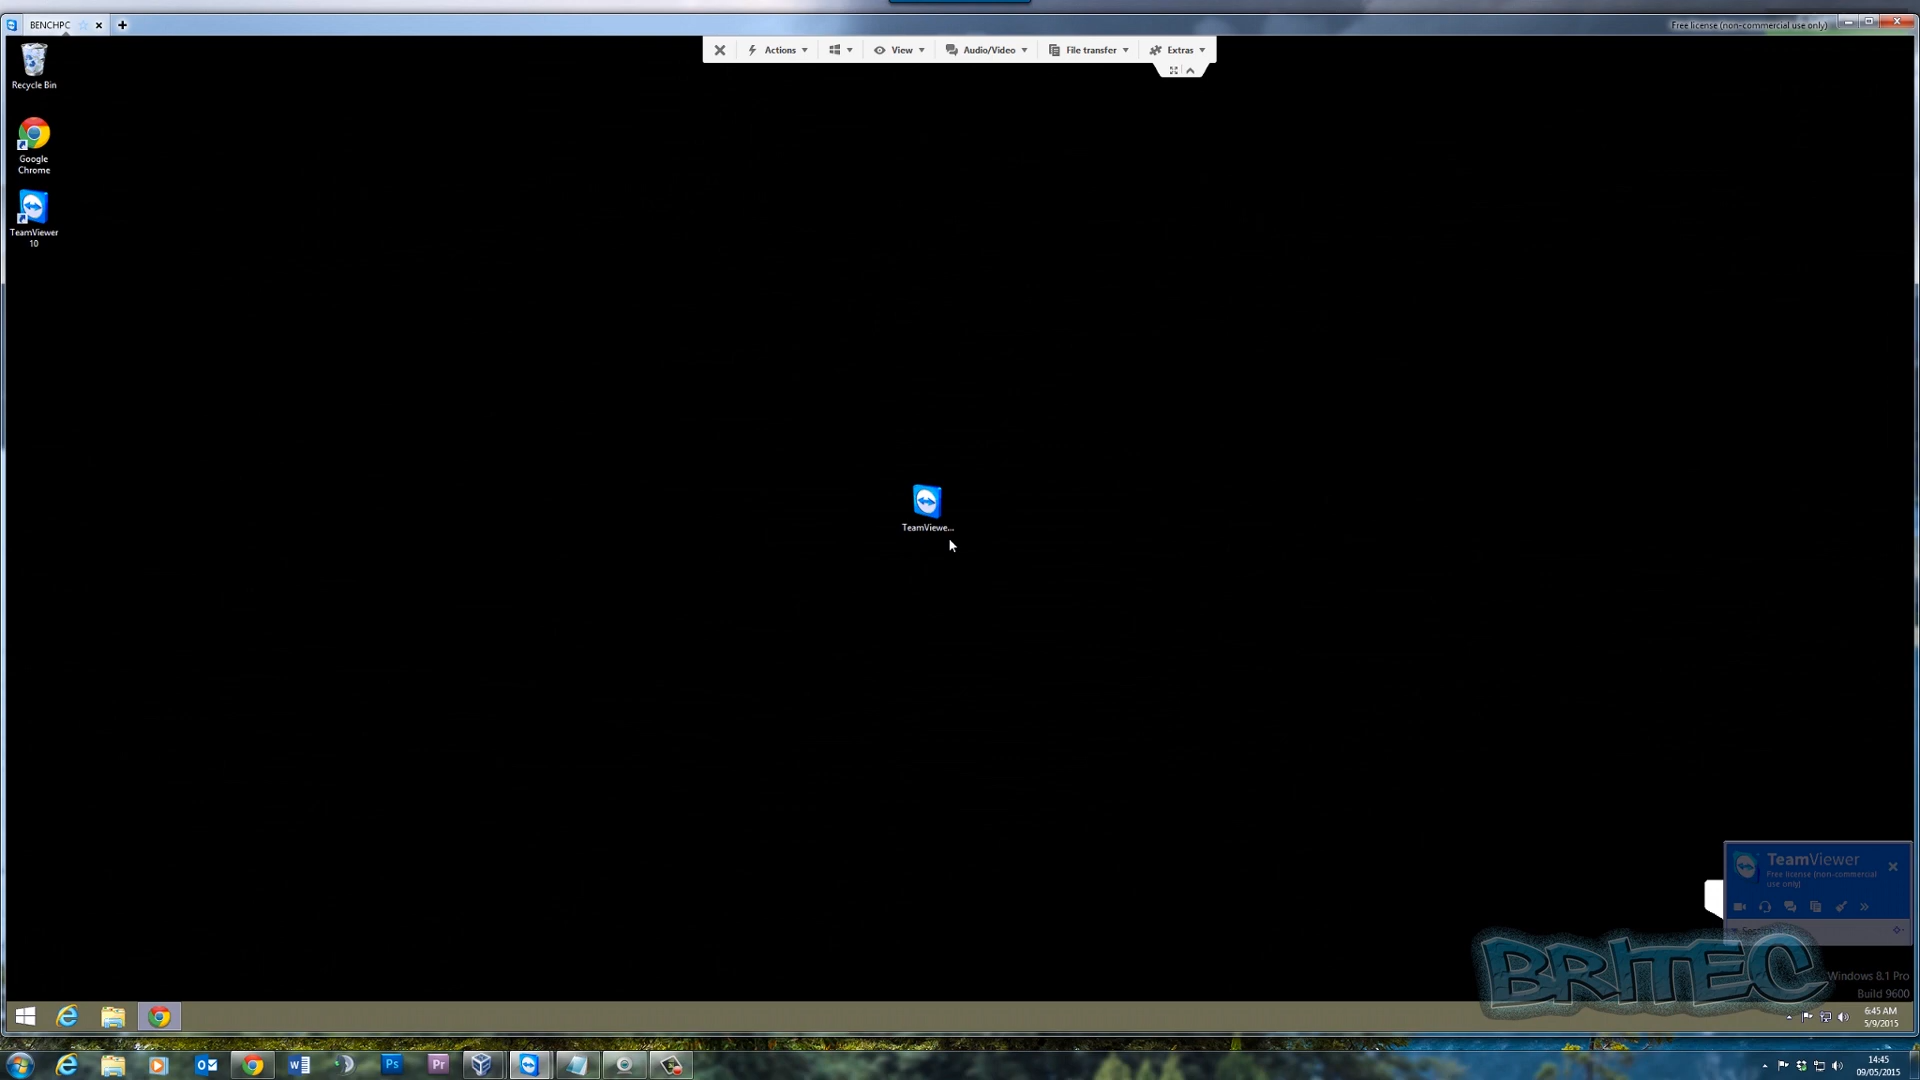 BENCHPC
Free license (non-commercial use only)
Actions
View
Audio/Video
File transfer
Extras
Recycle Bin
Google
Chrome
TeamViewer
10
TeamViewe...
TeamViewer
Free license (non-commercial
use only)
BRITEC
Windows 8.1 Pro
Build 9600
6:45 AM
5/9/2015
14:45
09/05/2015